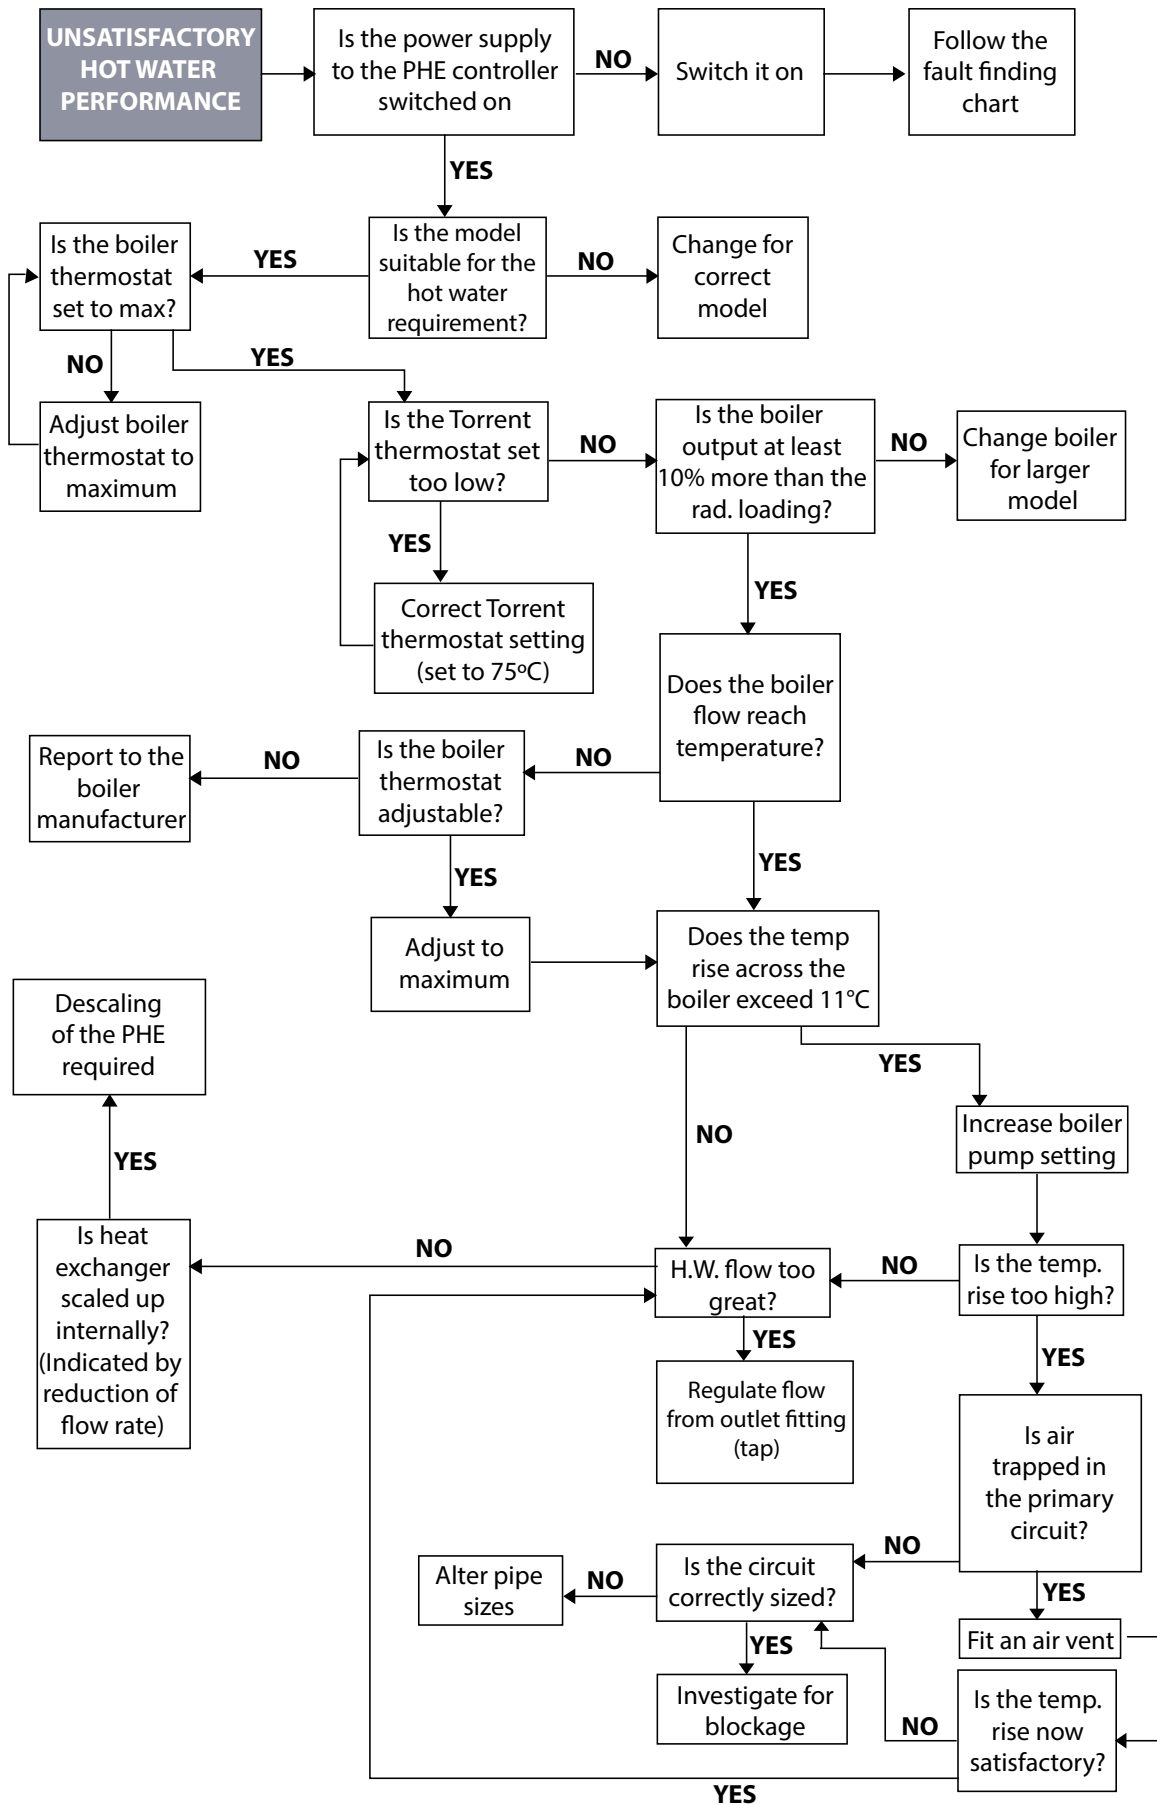 UNSATISFACTORY
HOT WATER
PERFORMANCE
Is the power supply
to the PHE controller
switched on
NO
Switch it on
Follow the
fault finding
chart
YES
Is the boiler
thermostat
set to max?
YES
Is the model
suitable for the
hot water
requirement?
NO
Change for
correct
model
NO
YES
Adjust boiler
thermostat to
maximum
Is the Torrent
thermostat set
too low?
NO
Is the boiler
output at least
10% more than the
rad. loading?
NO
Change boiler
for larger
model
YES
YES
Correct Torrent
thermostat setting
(set to 75ºC)
Does the boiler
flow reach
temperature?
NO
Is the boiler
thermostat
adjustable?
NO
Report to the
boiler
manufacturer
YES
YES
Adjust to
maximum
Does the temp
rise across the
boiler exceed 11°C
Descaling
of the PHE
required
YES
NO
Increase boiler
pump setting
YES
Is heat
exchanger
scaled up
internally?
(Indicated by
reduction of
flow rate)
NO
H.W. flow too
great?
NO
Is the temp.
rise too high?
YES
YES
Regulate flow
from outlet fitting
(tap)
Is air
trapped in
the primary
circuit?
NO
Is the circuit
correctly sized?
NO
Alter pipe
sizes
YES
YES
Fit an air vent
Investigate for
blockage
NO
Is the temp.
rise now
satisfactory?
YES